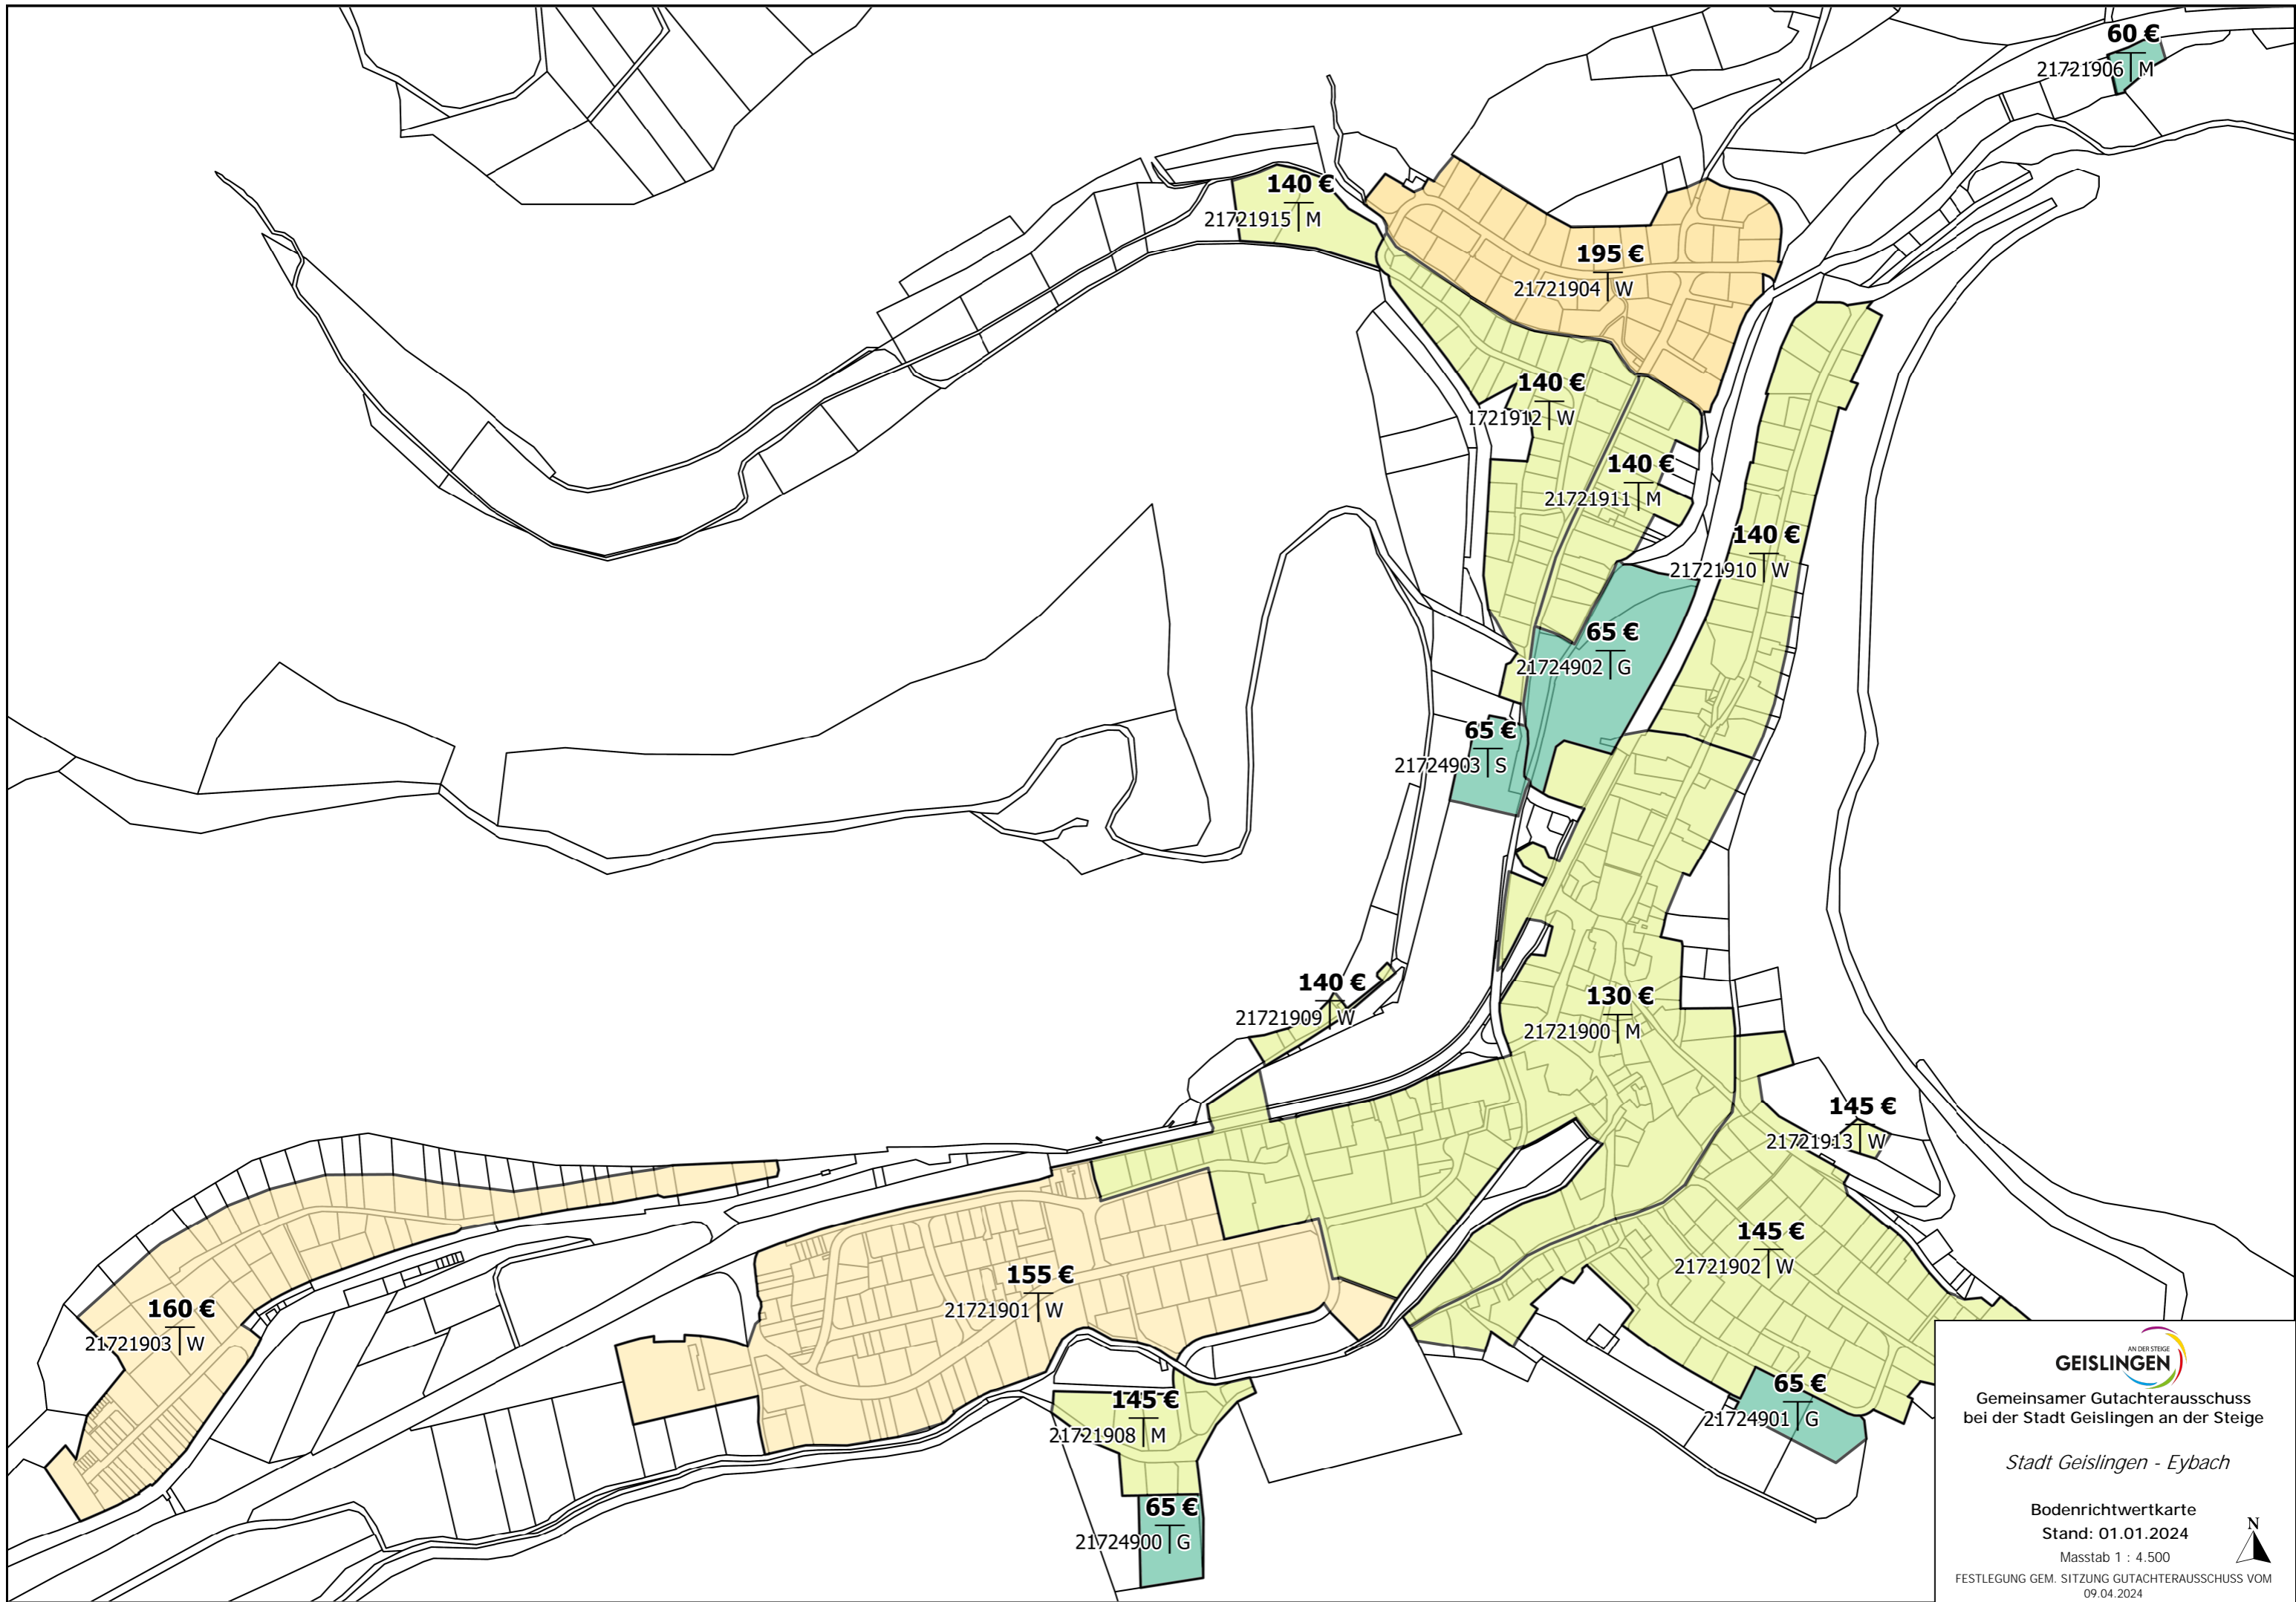 60 €
21721906 M
140 €
21721915 M
195 €
21721904 W
140 €
1721912 W
140 €
21721911 M
140 €
21721910 W
65 €
21724902 G
65 €
21724903 S
140 €
21721909 W
130 €
21721900 M
145 €
21721913 W
145 €
21721902 W
155 €
21721901 W
160 €
21721903 W
145 €
21721908 M
65 €
21724901 G
65 €
21724900 G
AN DER STEIGE
GEISLINGEN
Gemeinsamer Gutachterausschuss
bei der Stadt Geislingen an der Steige
Stadt Geislingen - Eybach
Bodenrichtwertkarte
Stand: 01.01.2024
Masstab 1 : 4.500
N
FESTLEGUNG GEM. SITZUNG GUTACHTERAUSSCHUSS VOM
09.04.2024